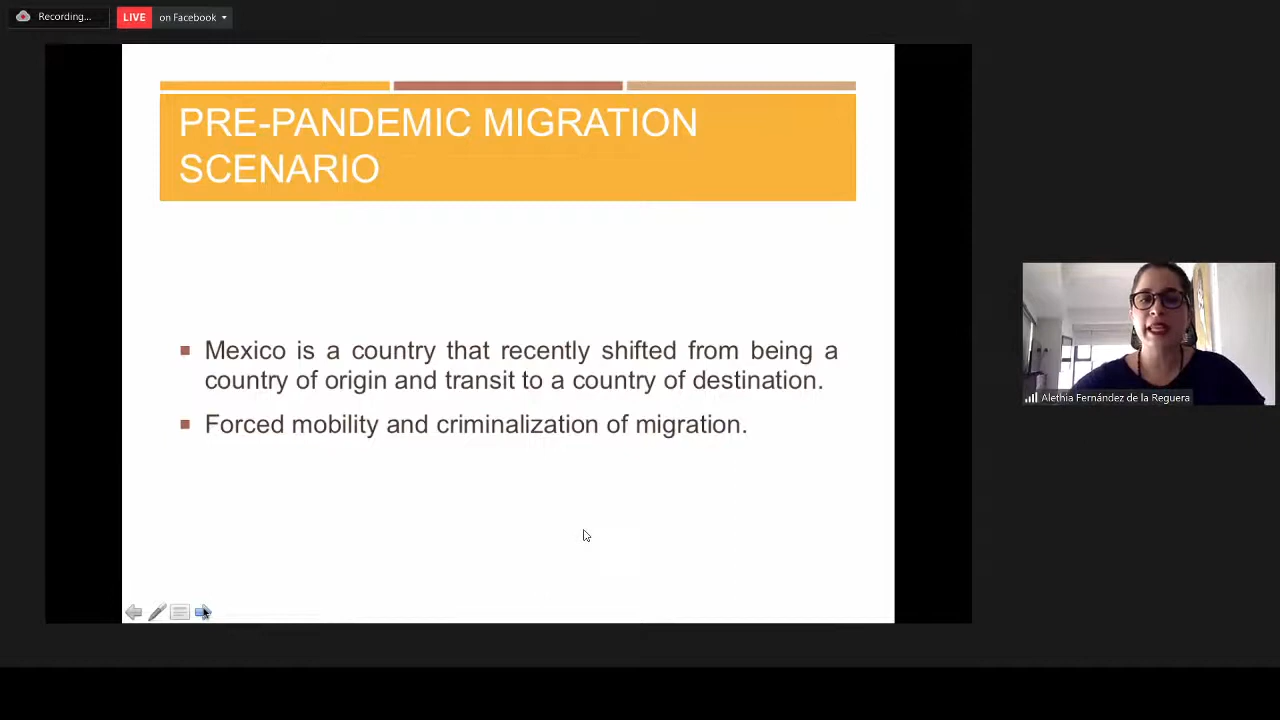 Recording...
LIVE on Facebook
PRE-PANDEMIC MIGRATION
SCENARIO
Mexico is a country that recently shifted from being a
country of origin and transit to a country of destination.
Forced mobility and criminalization of migration.
Alethia Fernández de la Reguera